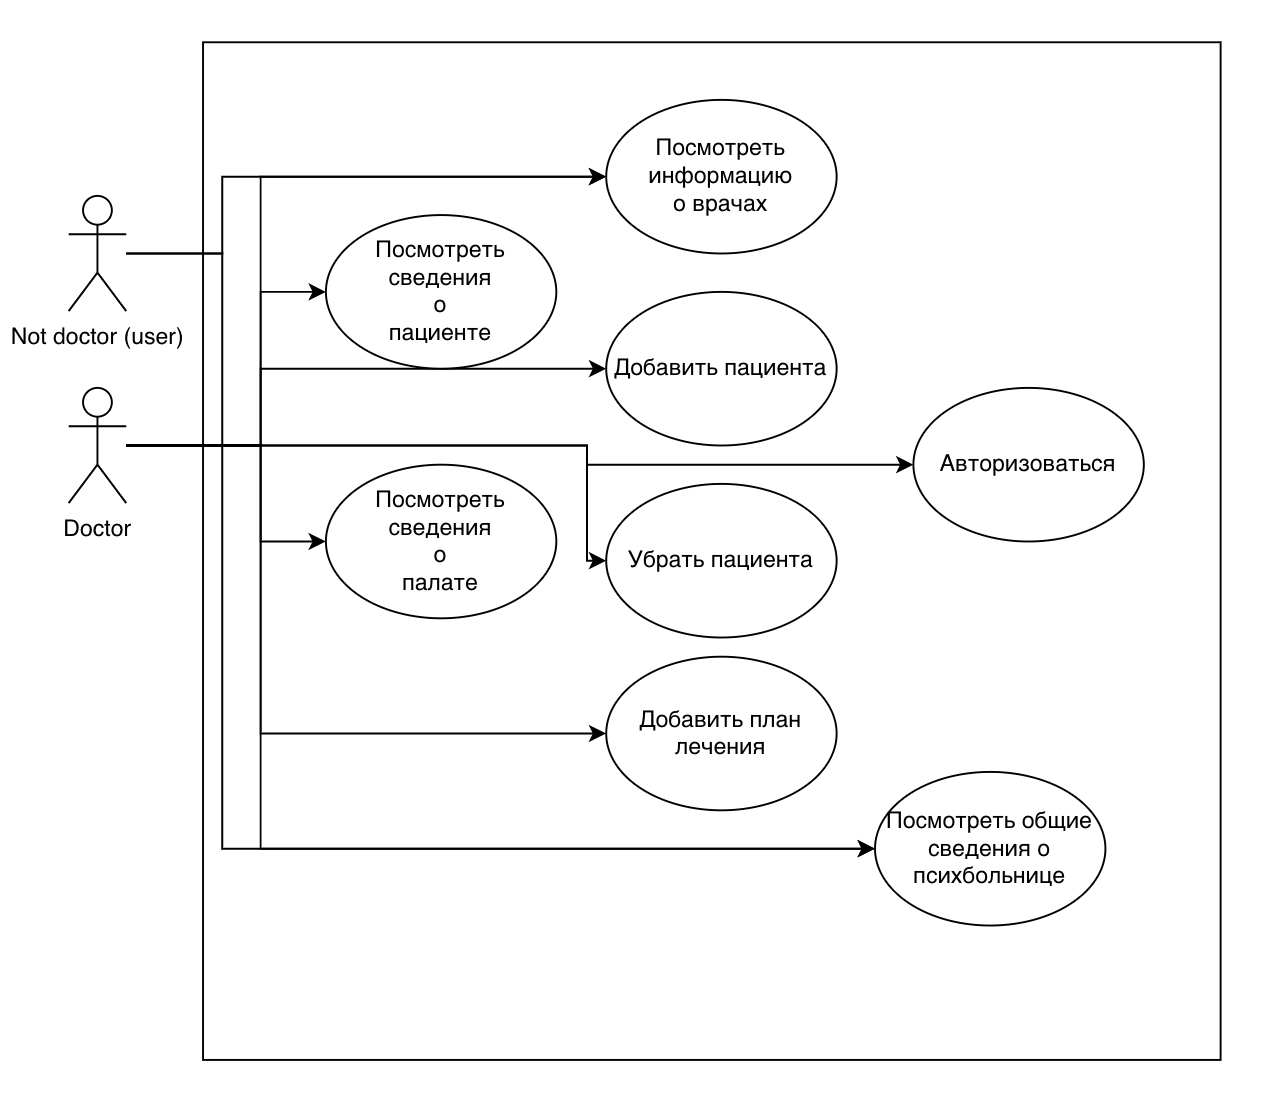 Посмотреть
информацию
о врачах
Посмотреть
сведения
о
пациенте
Not doctor (user)
Добавить пациента
Авторизоваться
Посмотреть
сведения
о
палате
Doctor
Убрать пациента
Добавить план
лечения
Посмотреть общие
сведения о
психбольнице